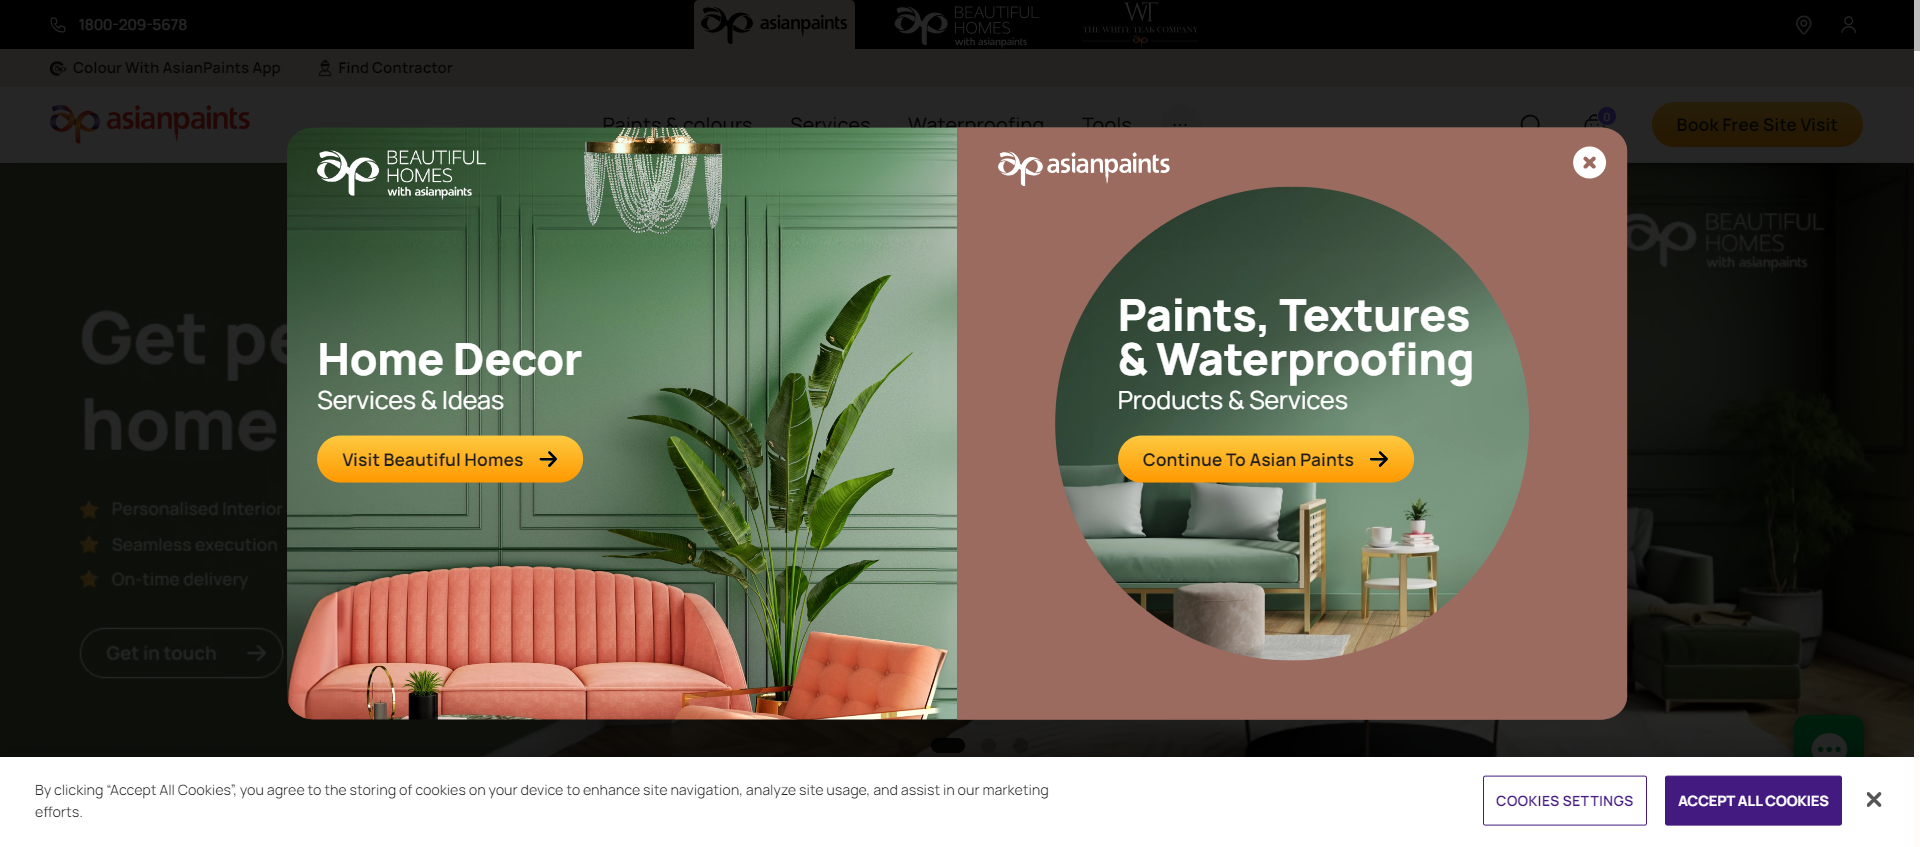 1800-209-5678
asianpaints
BEAUTIFUL
HOMES
with asianpaints
WT
THE WHITE TEAK COMPANY
Colour With AsianPaints App
Find Contractor
asianpaints
Paints & colours
Services
Waterproofing
Tools
...
0
Book Free Site Visit
BEAUTIFUL
HOMES
with asianpaints
Home Decor
Services & Ideas
Visit Beautiful Homes
asianpaints
Paints, Textures
& Waterproofing
Products & Services
Continue To Asian Paints
BEAUTIFUL
HOMES
with asianpaints
Get pe
home
Personalised Interior
Seamless execution
On-time delivery
Get in touch
By clicking “Accept All Cookies”, you agree to the storing of cookies on your device to enhance site navigation, analyze site usage, and assist in our marketing
efforts.
COOKIES SETTINGS
ACCEPT ALL COOKIES